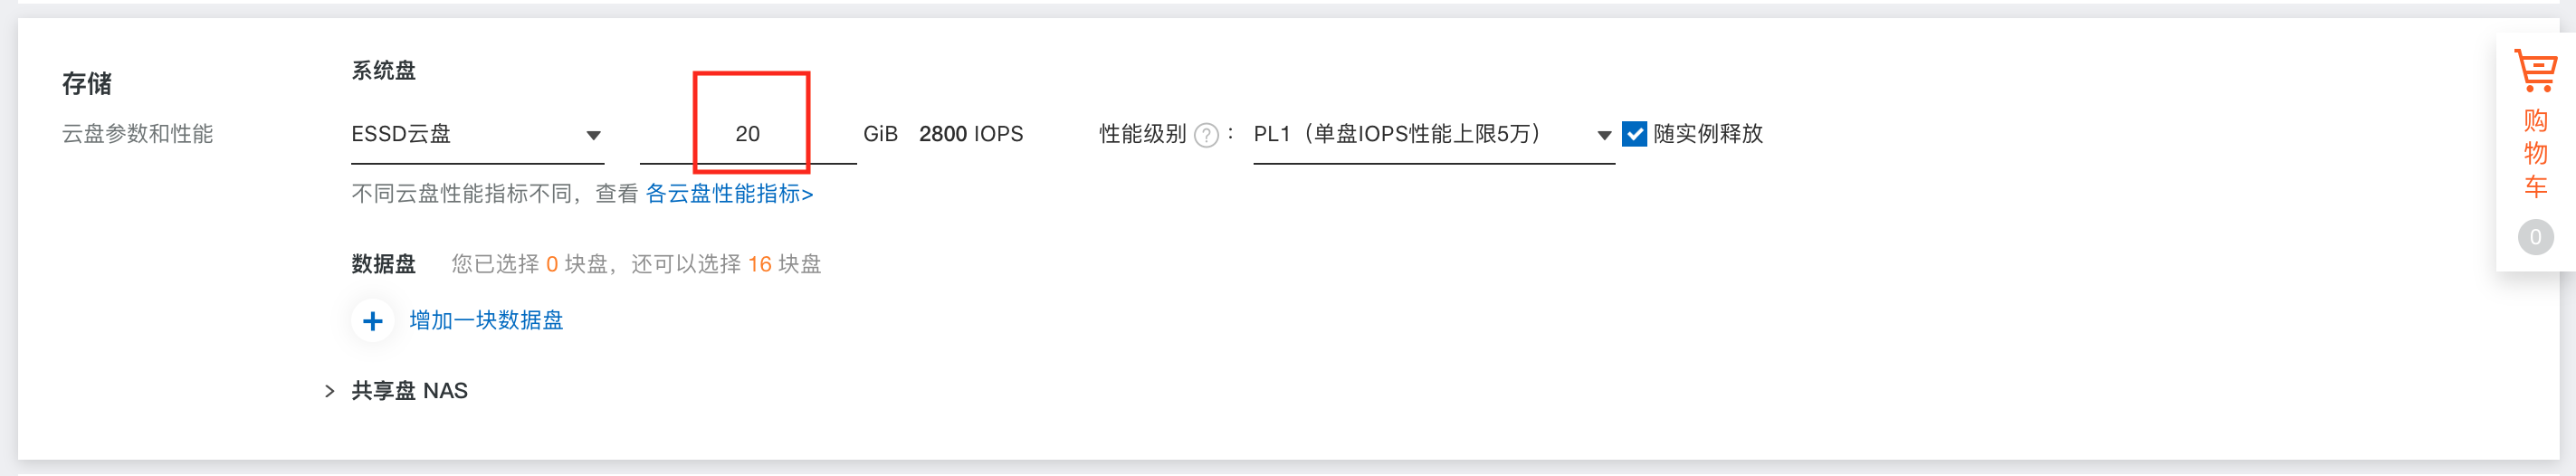 存储
云盘参数和性能
系统盘
ESSD云盘 20 GiB 2800 IOPS 性能级别 ? : PL1（单盘IOPS性能上限5万） 随实例释放
不同云盘性能指标不同，查看 各云盘性能指标>
数据盘 您已选择 0 块盘，还可以选择 16 块盘
+ 增加一块数据盘
> 共享盘 NAS
购
物
车
0